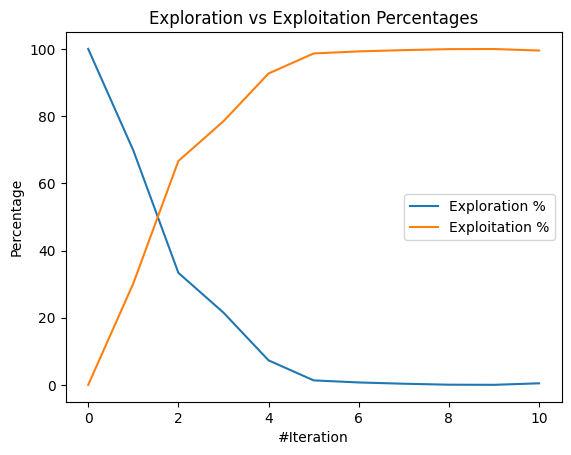 Exploration vs Exploitation Percentages
100
80
60
40
20
0
Percentage
Exploration %
Exploitation %
0 2 4 6 8 10
#Iteration